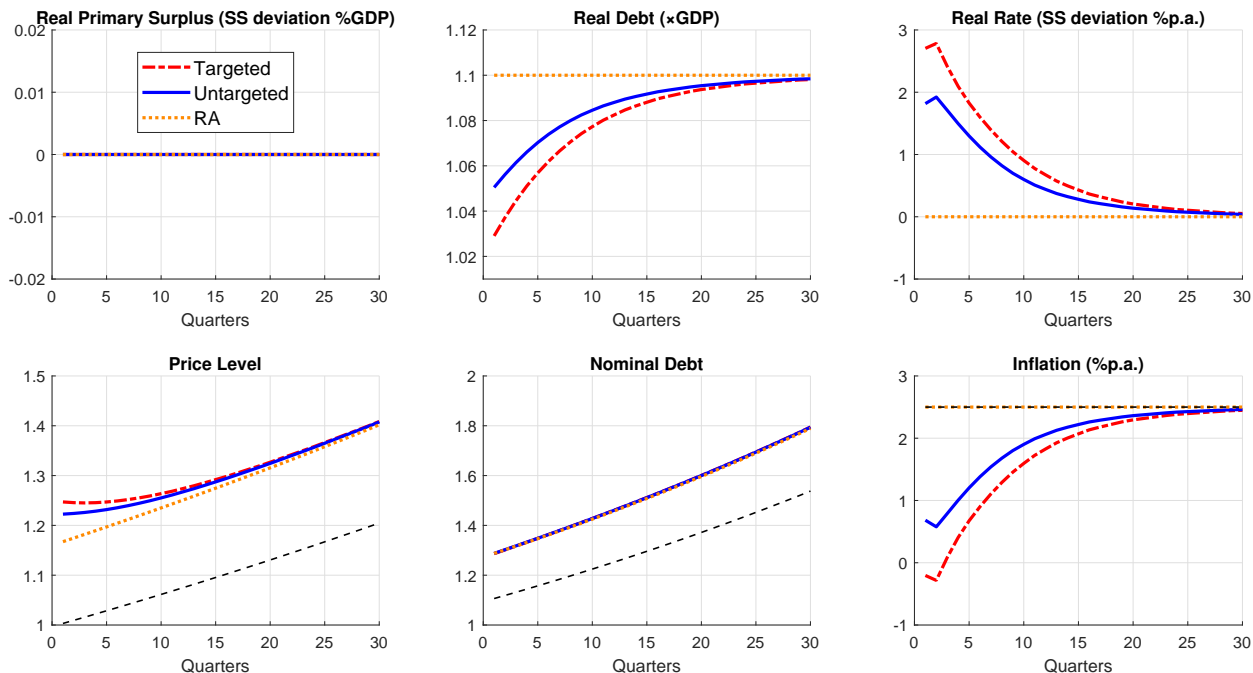 Real Primary Surplus (SS deviation %GDP)
0.02
0.01
0
-0.01
-0.02
0 5 10 15 20 25 30
Quarters
Targeted
Untargeted
RA
Real Debt (×GDP)
1.12
1.1
1.08
1.06
1.04
1.02
0 5 10 15 20 25 30
Quarters
Real Rate (SS deviation %p.a.)
3
2
1
0
-1
0 5 10 15 20 25 30
Quarters
Price Level
1.5
1.4
1.3
1.2
1.1
1
0 5 10 15 20 25 30
Quarters
Nominal Debt
2
1.8
1.6
1.4
1.2
1
0 5 10 15 20 25 30
Quarters
Inflation (%p.a.)
3
2
1
0
-1
0 5 10 15 20 25 30
Quarters